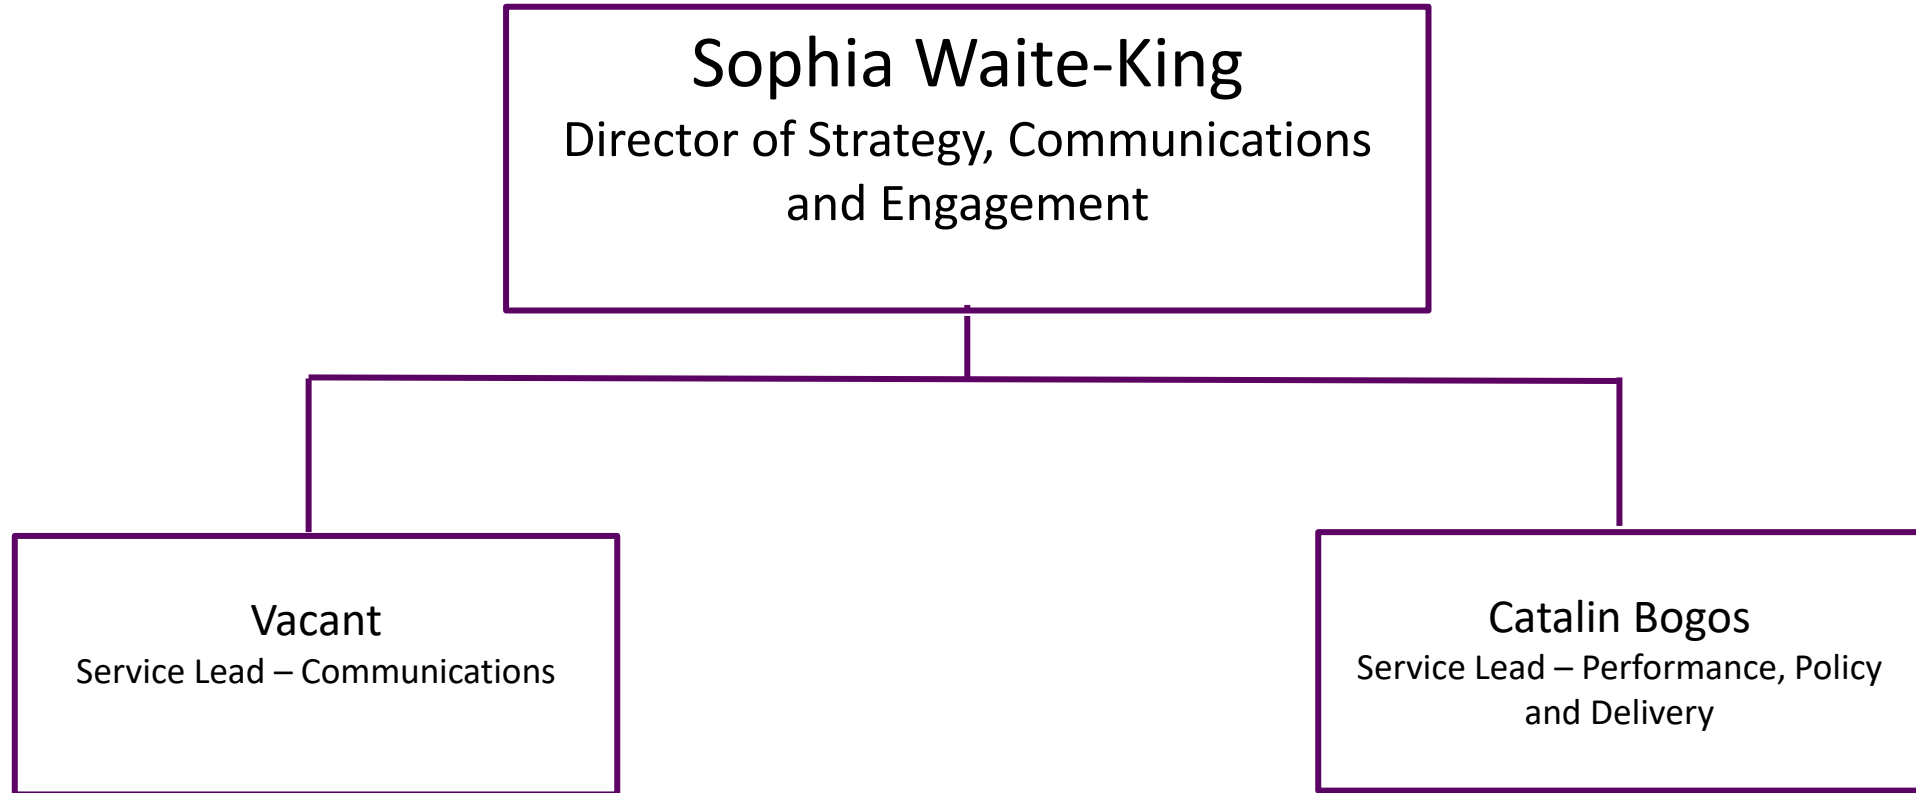 Sophia Waite-King
Director of Strategy, Communications
and Engagement
Vacant
Service Lead – Communications
Catalin Bogos
Service Lead – Performance, Policy
and Delivery